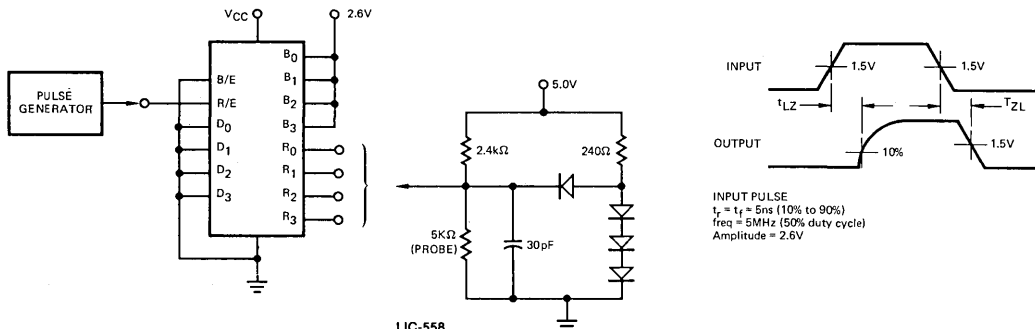 VCC
2.6V
PULSE
GENERATOR
B/E
R/E
D0
D1
D2
D3
B0
B1
B2
B3
R0
R1
R2
R3
5.0V
2.4kΩ
240Ω
5KΩ
(PROBE)
30pF
LIC-558
INPUT
1.5V
1.5V
tLZ
TZL
OUTPUT
10%
1.5V
INPUT PULSE
tr = tf = 5ns (10% to 90%)
freq = 5MHz (50% duty cycle)
Amplitude = 2.6V